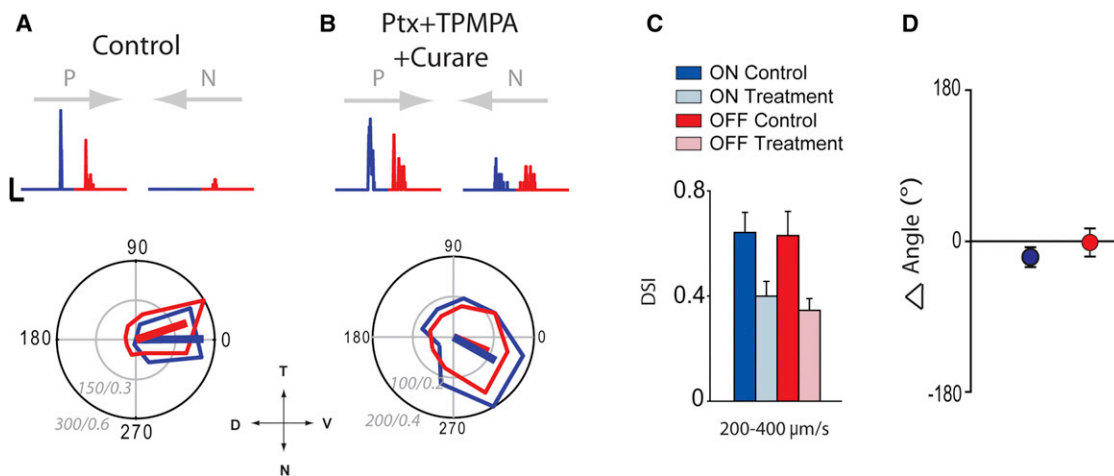 A
Control
P
N
B
Ptx+TPMPA
+Curare
P
N
90
180
0
270
150/0.3
300/0.6
T
D
V
N
90
180
0
270
100/0.2
200/0.4
C
ON Control
ON Treatment
OFF Control
OFF Treatment
0.8
0.4
0
DSI
200-400 µm/s
D
180
0
-180
△ Angle (°)